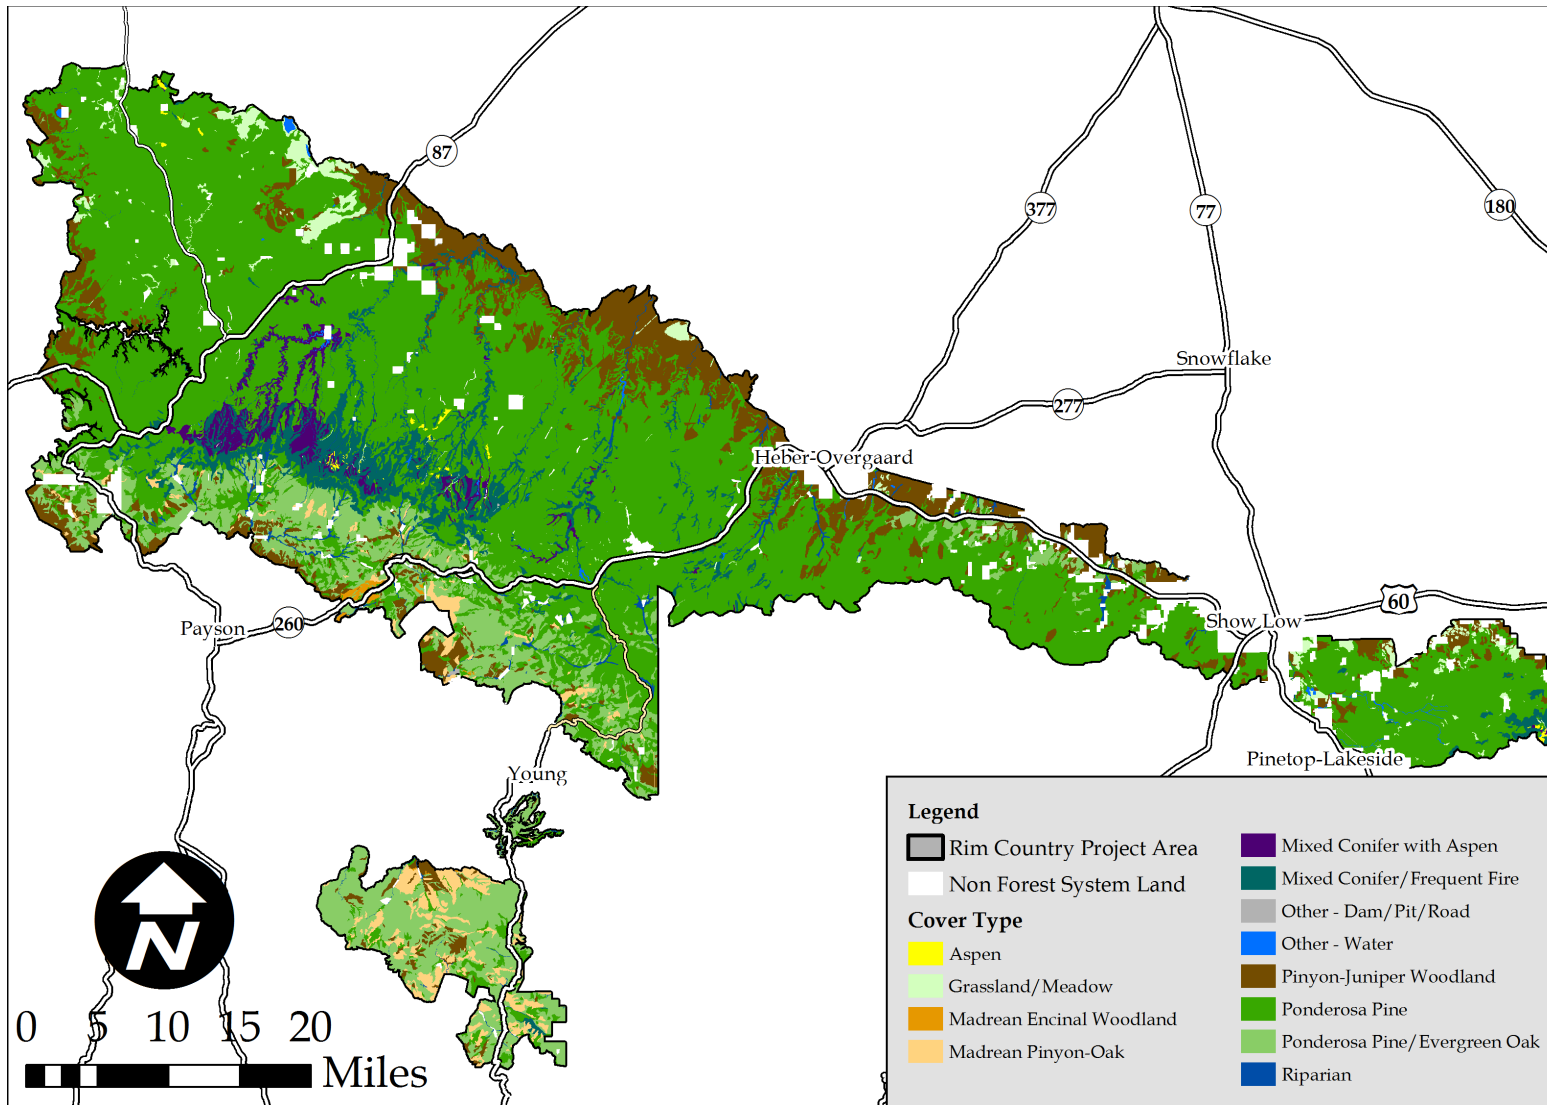 87
377
77
180
Snowflake
277
Heber-Overgaard
60
Payson
260
Show Low
Pinetop-Lakeside
Young
N
0 5 10 15 20
Miles
Legend
Rim Country Project Area
Non Forest System Land
Cover Type
Aspen
Grassland/Meadow
Madrean Encinal Woodland
Madrean Pinyon-Oak
Mixed Conifer with Aspen
Mixed Conifer/Frequent Fire
Other - Dam/Pit/Road
Other - Water
Pinyon-Juniper Woodland
Ponderosa Pine
Ponderosa Pine/Evergreen Oak
Riparian